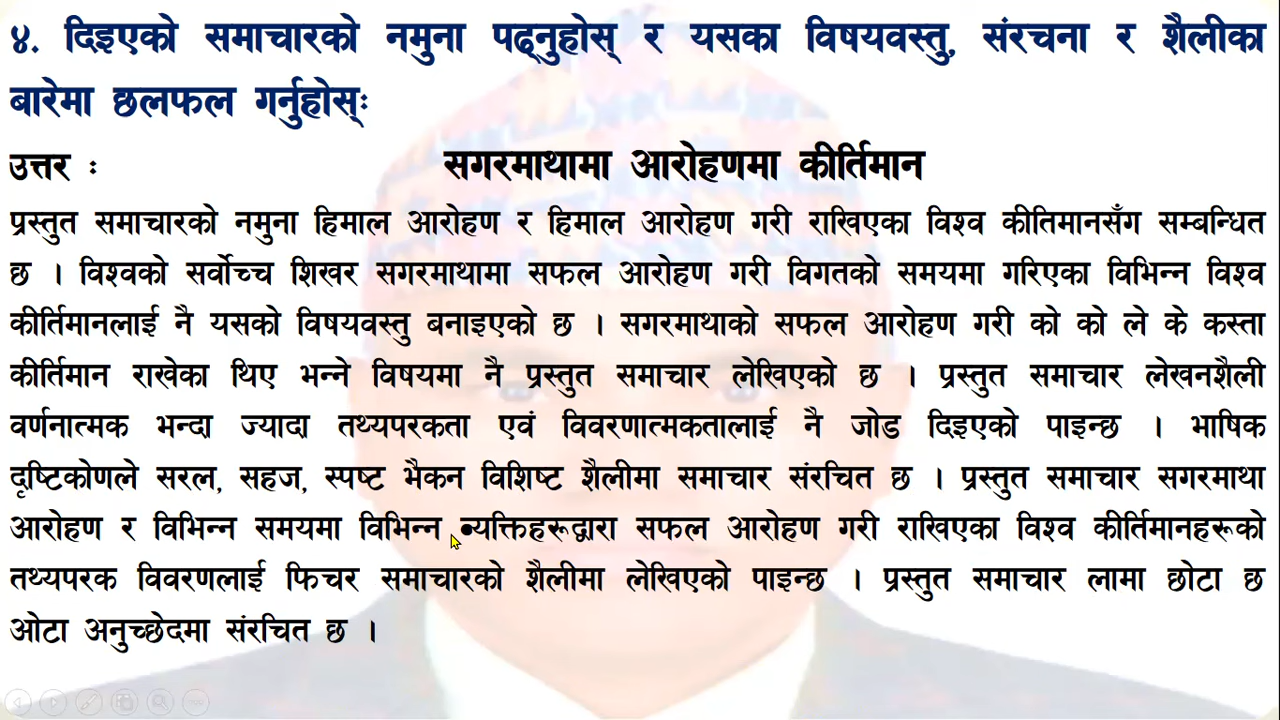 ४. दिइएको समाचारको नमुना पढ्नुहोस् र यसका विषयवस्तु, संरचना र शैलीका
बारेमा छलफल गर्नुहोस्ः
उत्तर : सगरमाथामा आरोहणमा कीर्तिमान
प्रस्तुत समाचारको नमुना हिमाल आरोहण र हिमाल आरोहण गरी राखिएका विश्व कीतिमानसँग सम्बन्धित
छ । विश्वको सर्वोच्च शिखर सगरमाथामा सफल आरोहण गरी विगतको समयमा गरिएका विभिन्न विश्व
कीर्तिमानलाई नै यसको विषयवस्तु बनाइएको छ । सगरमाथाको सफल आरोहण गरी को को ले के कस्ता
कीर्तिमान राखेका थिए भन्ने विषयमा नै प्रस्तुत समाचार लेखिएको छ । प्रस्तुत समाचार लेखनशैली
वर्णनात्मक भन्दा ज्यादा तथ्यपरकता एवं विवरणात्मकतालाई नै जोड दिइएको पाइन्छ । भाषिक
दृष्टिकोणले सरल, सहज, स्पष्ट भैकन विशिष्ट शैलीमा समाचार संरचित छ । प्रस्तुत समाचार सगरमाथा
आरोहण र विभिन्न समयमा विभिन्न व्यक्तिहरूद्वारा सफल आरोहण गरी राखिएका विश्व कीर्तिमानहरूको
तथ्यपरक विवरणलाई फिचर समाचारको शैलीमा लेखिएको पाइन्छ । प्रस्तुत समाचार लामा छोटा छ
ओटा अनुच्छेदमा संरचित छ ।